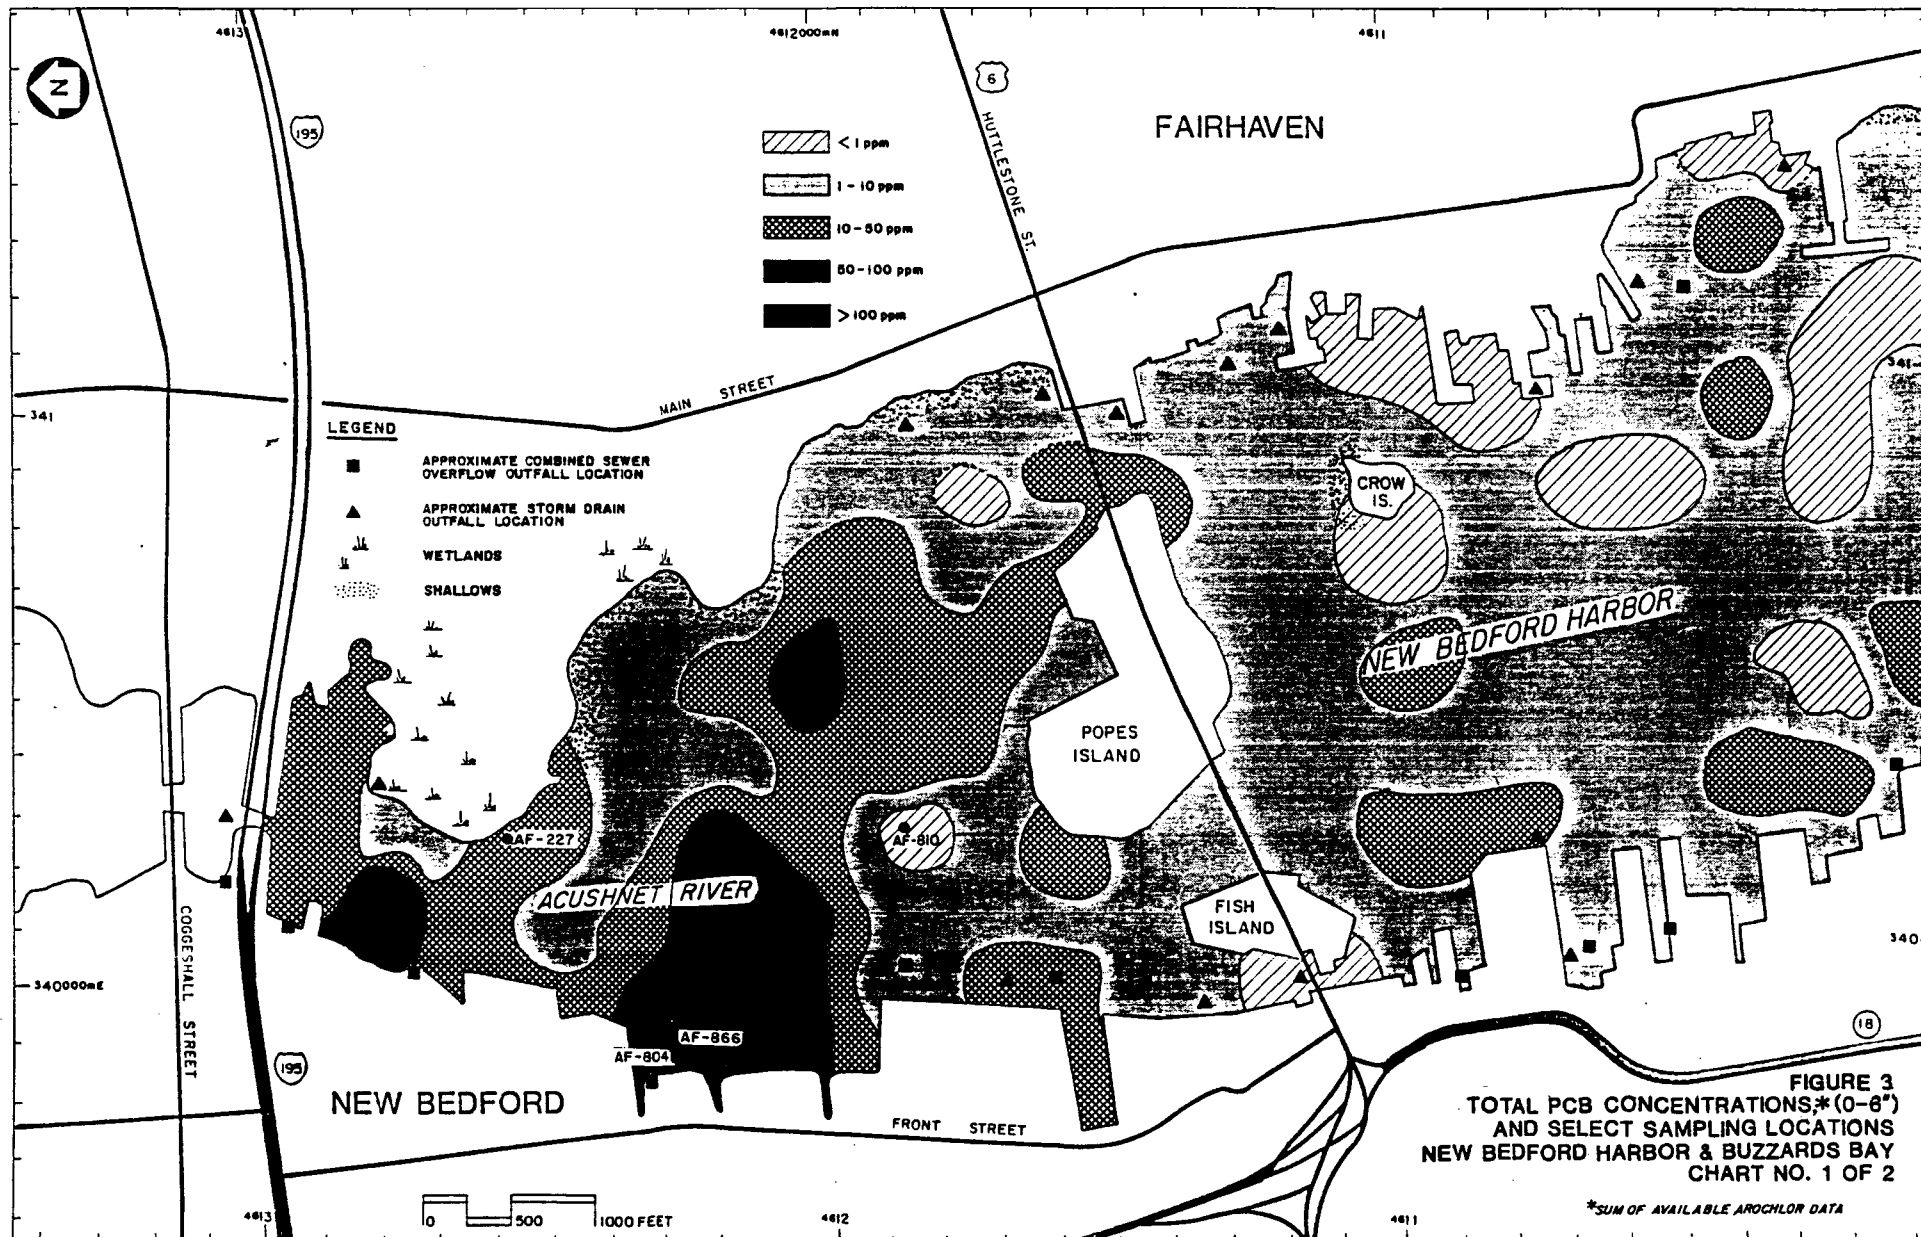 4613
4612000mN
4611
N
195
6
HUTTLESTONE ST.
FAIRHAVEN
< 1 ppm
1 - 10 ppm
10 - 50 ppm
50 - 100 ppm
> 100 ppm
MAIN STREET
341
341
LEGEND
APPROXIMATE COMBINED SEWER
OVERFLOW OUTFALL LOCATION
APPROXIMATE STORM DRAIN
OUTFALL LOCATION
WETLANDS
SHALLOWS
CROW
IS.
NEW BEDFORD HARBOR
POPES
ISLAND
AF-227
AF-810
ACUSHNET RIVER
FISH
ISLAND
COGGESHALL STREET
340000mE
340
AF-866
AF-804
195
NEW BEDFORD
FRONT STREET
18
FIGURE 3
TOTAL PCB CONCENTRATIONS,* (0-6")
AND SELECT SAMPLING LOCATIONS
NEW BEDFORD HARBOR & BUZZARDS BAY
CHART NO. 1 OF 2
*SUM OF AVAILABLE AROCHLOR DATA
0 500 1000 FEET
4613
4612
4611